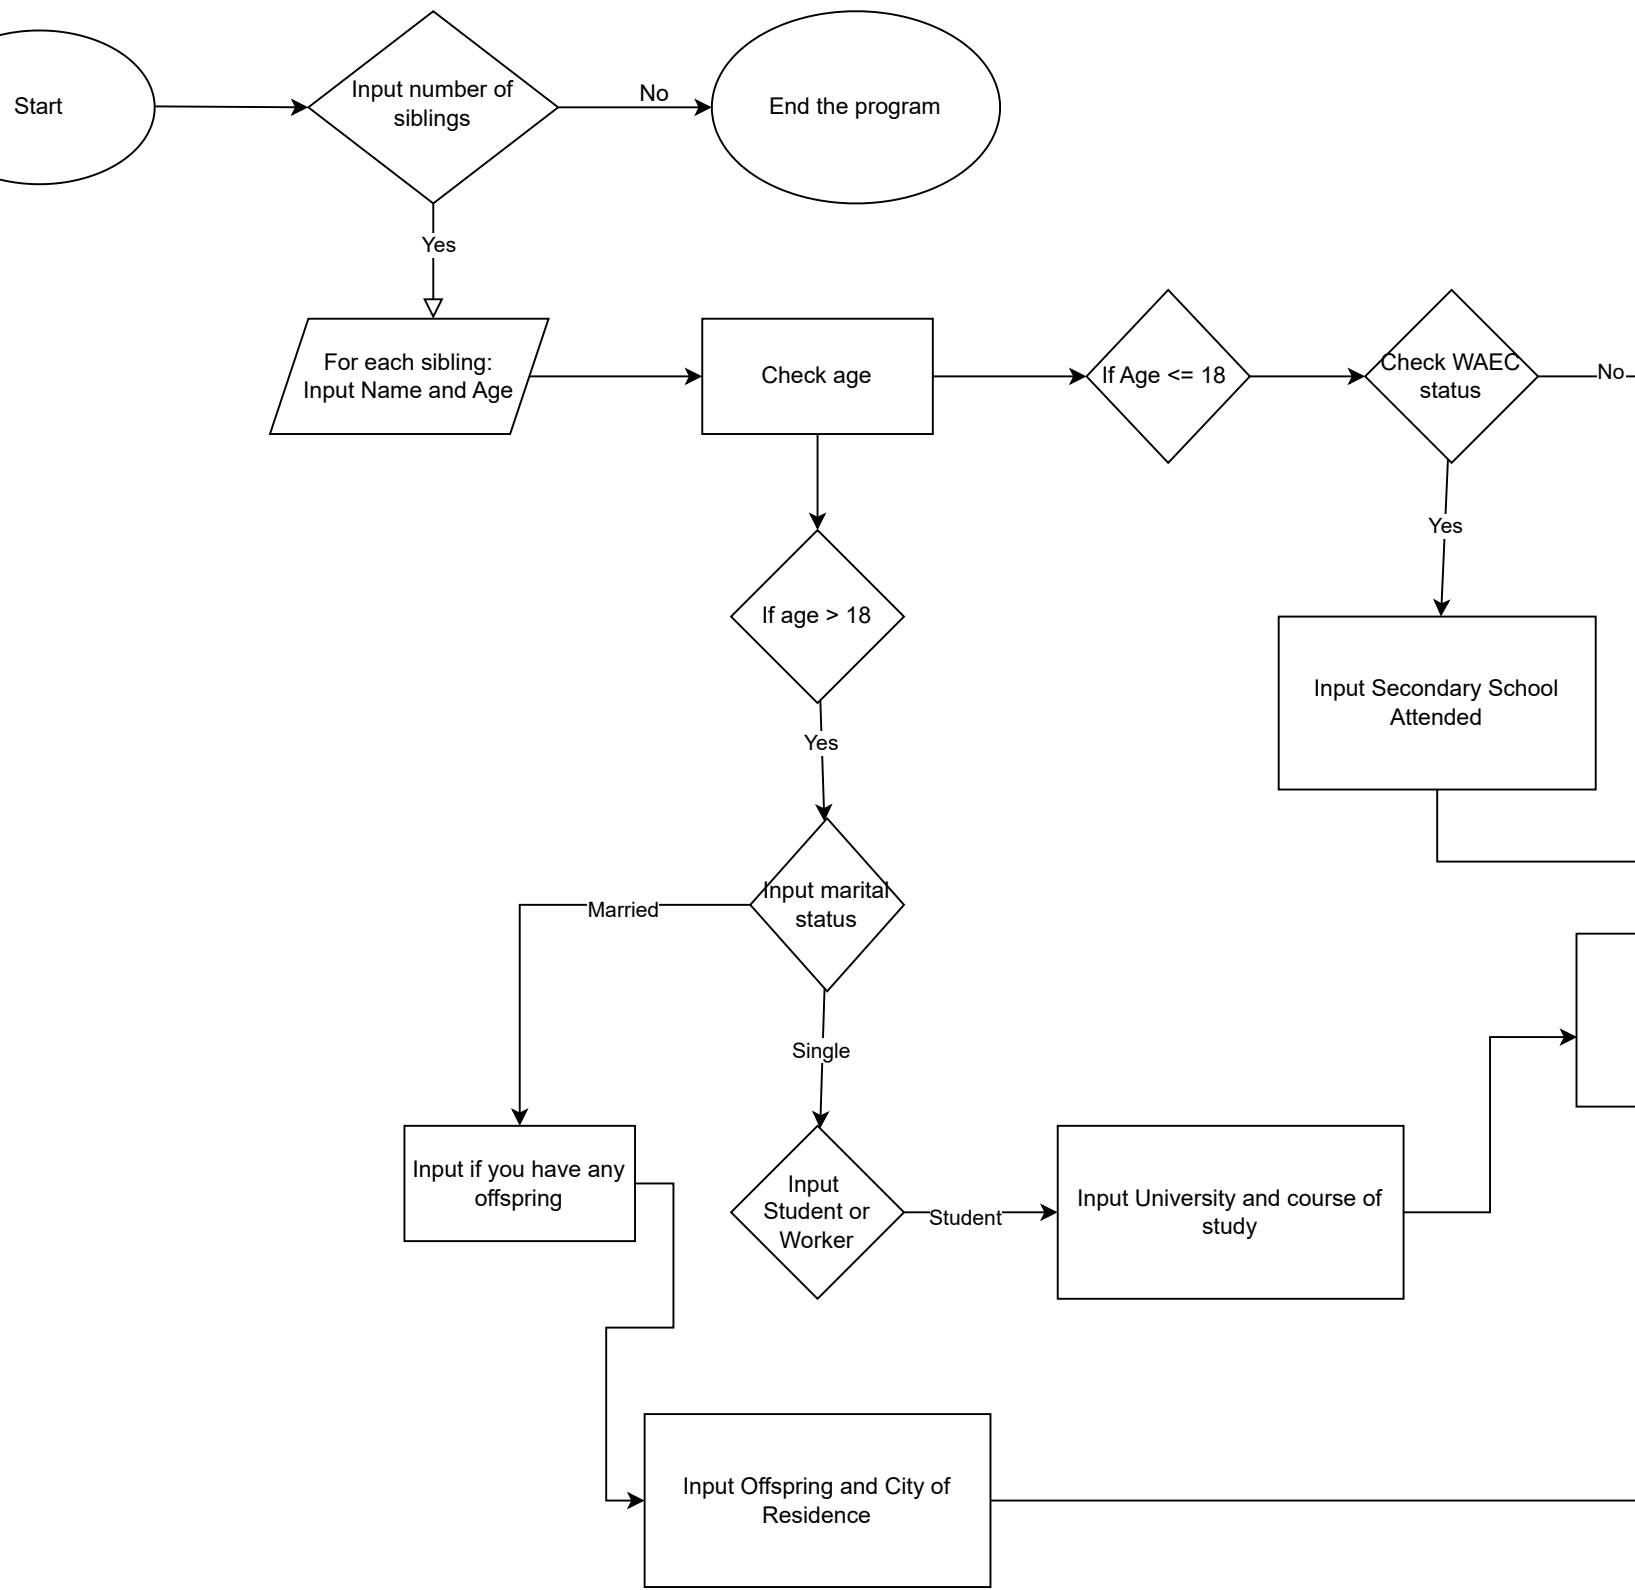 Start
Input number of
siblings
No
End the program
Yes
For each sibling:
Input Name and Age
Check age
If Age <= 18
Check WAEC
status
No
Yes
If age > 18
Input Secondary School
Attended
Yes
Input marital
status
Married
Single
Input if you have any
offspring
Input
Student or
Worker
Student
Input University and course of
study
Input Offspring and City of
Residence